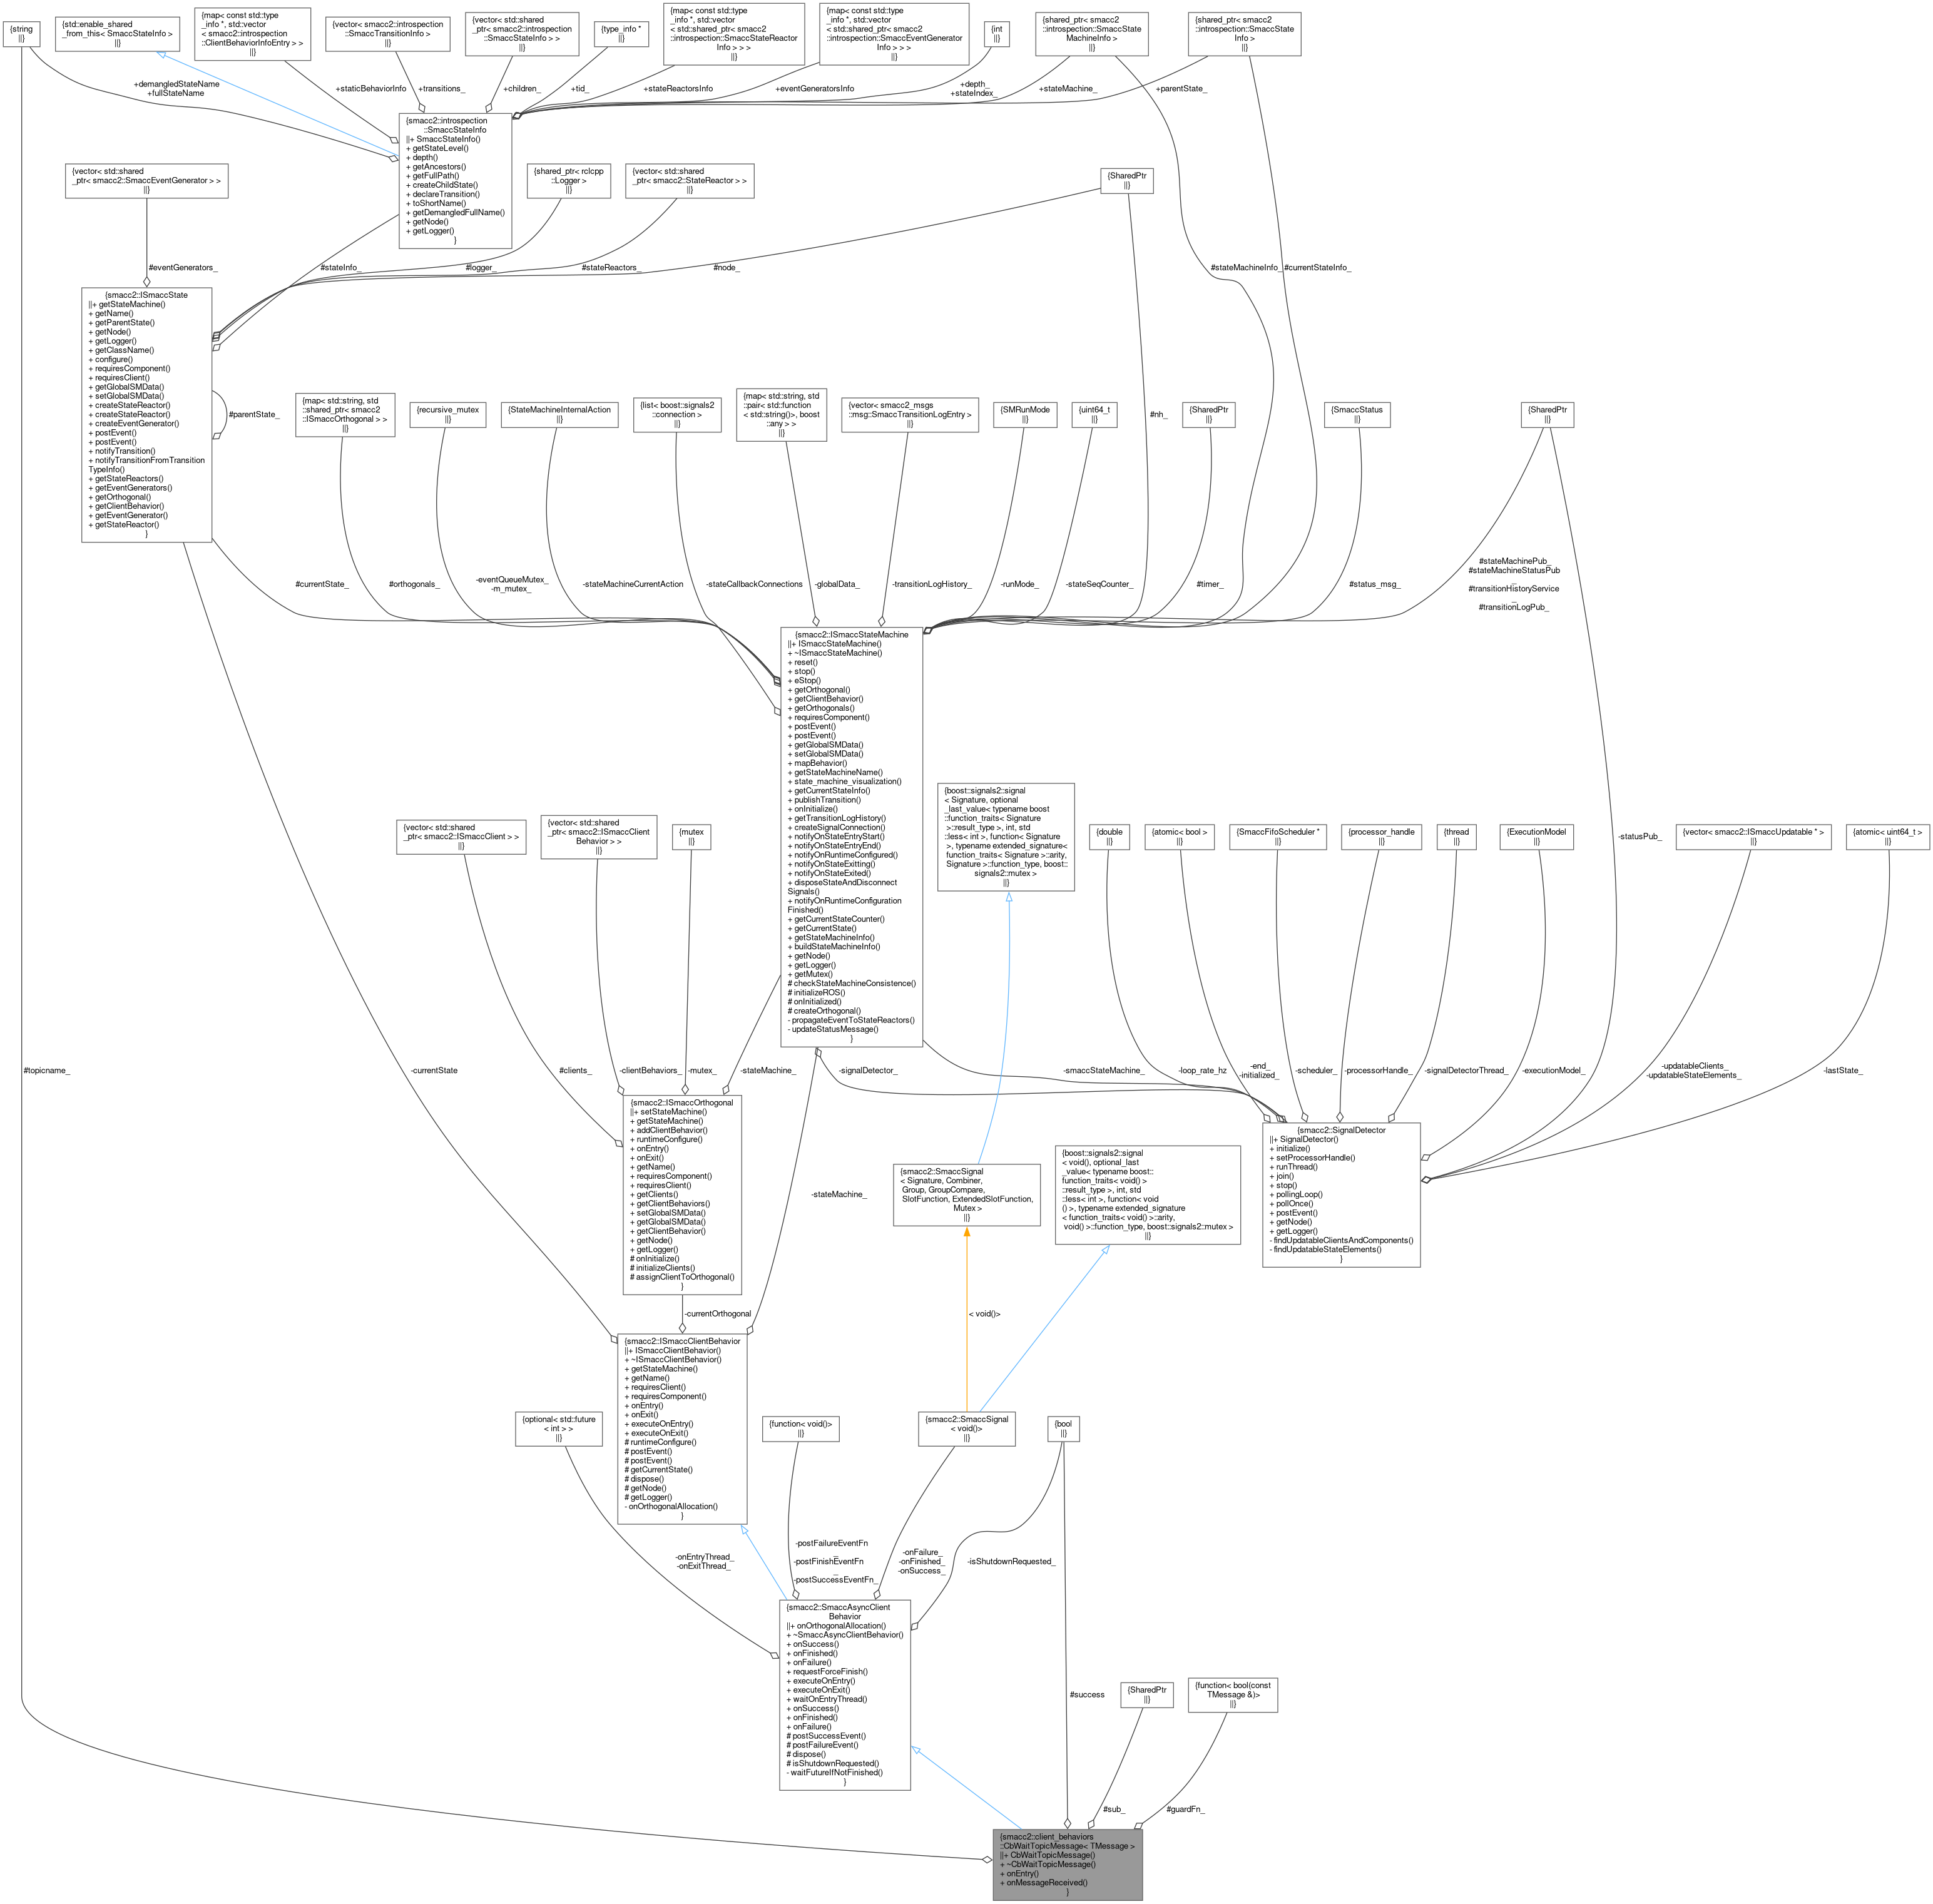 {string
||}
{std::enable_shared
_from_this< SmaccStateInfo >
||}
{map< const std::type
_info *, std::vector
< smacc2::introspection
::ClientBehaviorInfoEntry > >
||}
{vector< smacc2::introspection
::SmaccTransitionInfo >
||}
{vector< std::shared
_ptr< smacc2::introspection
::SmaccStateInfo > >
||}
{type_info *
||}
{map< const std::type
_info *, std::vector
< std::shared_ptr< smacc2
::introspection::SmaccStateReactor
Info > > >
||}
{map< const std::type
_info *, std::vector
< std::shared_ptr< smacc2
::introspection::SmaccEventGenerator
Info > > >
||}
{int
||}
{shared_ptr< smacc2
::introspection::SmaccState
MachineInfo >
||}
{shared_ptr< smacc2
::introspection::SmaccState
Info >
||}
+demangledStateName
+fullStateName
+staticBehaviorInfo
+transitions_
+children_
+tid_
+stateReactorsInfo
+eventGeneratorsInfo
+depth_
+stateIndex_
+stateMachine_
+parentState_
{smacc2::introspection
::SmaccStateInfo
||+ SmaccStateInfo()
+ getStateLevel()
+ depth()
+ getAncestors()
+ getFullPath()
+ createChildState()
+ declareTransition()
+ toShortName()
+ getDemangledFullName()
+ getNode()
+ getLogger()
}
{vector< std::shared
_ptr< smacc2::SmaccEventGenerator > >
||}
{shared_ptr< rclcpp
::Logger >
||}
{vector< std::shared
_ptr< smacc2::StateReactor > >
||}
{SharedPtr
||}
#eventGenerators_
#stateInfo_
#logger_
#stateReactors_
#node_
#stateMachineInfo_
#currentStateInfo_
{smacc2::ISmaccState
||+ getStateMachine()
+ getName()
+ getParentState()
+ getNode()
+ getLogger()
+ getClassName()
+ configure()
+ requiresComponent()
+ requiresClient()
+ getGlobalSMData()
+ setGlobalSMData()
+ createStateReactor()
+ createStateReactor()
+ createEventGenerator()
+ postEvent()
+ postEvent()
+ notifyTransition()
+ notifyTransitionFromTransition
TypeInfo()
+ getStateReactors()
+ getEventGenerators()
+ getOrthogonal()
+ getClientBehavior()
+ getEventGenerator()
+ getStateReactor()
}
#parentState_
{map< std::string, std
::shared_ptr< smacc2
::ISmaccOrthogonal > >
||}
{recursive_mutex
||}
{StateMachineInternalAction
||}
{list< boost::signals2
::connection >
||}
{map< std::string, std
::pair< std::function
< std::string()>, boost
::any > >
||}
{vector< smacc2_msgs
::msg::SmaccTransitionLogEntry >
||}
{SMRunMode
||}
{uint64_t
||}
#nh_
{SharedPtr
||}
{SmaccStatus
||}
{SharedPtr
||}
#currentState_
#orthogonals_
-eventQueueMutex_
-m_mutex_
-stateMachineCurrentAction
-stateCallbackConnections
-globalData_
-transitionLogHistory_
-runMode_
-stateSeqCounter_
#timer_
#status_msg_
#stateMachinePub_
#stateMachineStatusPub
_
#transitionHistoryService
_
#transitionLogPub_
{smacc2::ISmaccStateMachine
||+ ISmaccStateMachine()
+ ~ISmaccStateMachine()
+ reset()
+ stop()
+ eStop()
+ getOrthogonal()
+ getClientBehavior()
+ getOrthogonals()
+ requiresComponent()
+ postEvent()
+ postEvent()
+ getGlobalSMData()
+ setGlobalSMData()
+ mapBehavior()
+ getStateMachineName()
+ state_machine_visualization()
+ getCurrentStateInfo()
+ publishTransition()
+ onInitialize()
+ getTransitionLogHistory()
+ createSignalConnection()
+ notifyOnStateEntryStart()
+ notifyOnStateEntryEnd()
+ notifyOnRuntimeConfigured()
+ notifyOnStateExitting()
+ notifyOnStateExited()
+ disposeStateAndDisconnect
Signals()
+ notifyOnRuntimeConfiguration
Finished()
+ getCurrentStateCounter()
+ getCurrentState()
+ getStateMachineInfo()
+ buildStateMachineInfo()
+ getNode()
+ getLogger()
+ getMutex()
# checkStateMachineConsistence()
# initializeROS()
# onInitialized()
# createOrthogonal()
- propagateEventToStateReactors()
- updateStatusMessage()
}
{boost::signals2::signal
< Signature, optional
_last_value< typename boost
::function_traits< Signature
>::result_type >, int, std
::less< int >, function< Signature
>, typename extended_signature<
function_traits< Signature >::arity,
Signature >::function_type, boost::
signals2::mutex >
||}
{vector< std::shared
_ptr< smacc2::ISmaccClient > >
||}
{vector< std::shared
_ptr< smacc2::ISmaccClient
Behavior > >
||}
{mutex
||}
{double
||}
{atomic< bool >
||}
{SmaccFifoScheduler *
||}
{processor_handle
||}
{thread
||}
{ExecutionModel
||}
-statusPub_
{vector< smacc2::ISmaccUpdatable * >
||}
{atomic< uint64_t >
||}
#topicname_
-currentState
#clients_
-clientBehaviors_
-mutex_
-stateMachine_
-signalDetector_
-smaccStateMachine_
-loop_rate_hz
-end_
-initialized_
-scheduler_
-processorHandle_
-signalDetectorThread_
-executionModel_
-updatableClients_
-updatableStateElements_
-lastState_
{smacc2::ISmaccOrthogonal
||+ setStateMachine()
+ getStateMachine()
+ addClientBehavior()
+ runtimeConfigure()
+ onEntry()
+ onExit()
+ getName()
+ requiresComponent()
+ requiresClient()
+ getClients()
+ getClientBehaviors()
+ setGlobalSMData()
+ getGlobalSMData()
+ getClientBehavior()
+ getNode()
+ getLogger()
# onInitialize()
# initializeClients()
# assignClientToOrthogonal()
}
{smacc2::SignalDetector
||+ SignalDetector()
+ initialize()
+ setProcessorHandle()
+ runThread()
+ join()
+ stop()
+ pollingLoop()
+ pollOnce()
+ postEvent()
+ getNode()
+ getLogger()
- findUpdatableClientsAndComponents()
- findUpdatableStateElements()
}
-stateMachine_
{smacc2::SmaccSignal
< Signature, Combiner,
Group, GroupCompare,
SlotFunction, ExtendedSlotFunction,
Mutex >
||}
{boost::signals2::signal
< void(), optional_last
_value< typename boost::
function_traits< void()>
::result_type >, int, std
::less< int >, function< void
() >, typename extended_signature
< function_traits< void() >::arity,
void() >::function_type, boost::signals2::mutex >
||}
-currentOrthogonal
< void()>
{smacc2::ISmaccClientBehavior
||+ ISmaccClientBehavior()
+ ~ISmaccClientBehavior()
+ getStateMachine()
+ getName()
+ requiresClient()
+ requiresComponent()
+ onEntry()
+ onExit()
+ executeOnEntry()
+ executeOnExit()
# runtimeConfigure()
# postEvent()
# postEvent()
# getCurrentState()
# dispose()
# getNode()
# getLogger()
- onOrthogonalAllocation()
}
{optional< std::future
< int > >
||}
{function< void()>
||}
{smacc2::SmaccSignal
< void()>
||}
{bool
||}
-onEntryThread_
-onExitThread_
-postFailureEventFn
_
-postFinishEventFn
_
-postSuccessEventFn_
-onFailure_
-onFinished_
-onSuccess_
-isShutdownRequested_
{smacc2::SmaccAsyncClient
Behavior
||+ onOrthogonalAllocation()
+ ~SmaccAsyncClientBehavior()
+ onSuccess()
+ onFinished()
+ onFailure()
+ requestForceFinish()
+ executeOnEntry()
+ executeOnExit()
+ waitOnEntryThread()
+ onSuccess()
+ onFinished()
+ onFailure()
# postSuccessEvent()
# postFailureEvent()
# dispose()
# isShutdownRequested()
- waitFutureIfNotFinished()
}
#success
{SharedPtr
||}
{function< bool(const
TMessage &)>
||}
#sub_
#guardFn_
{smacc2::client_behaviors
::CbWaitTopicMessage< TMessage >
||+ CbWaitTopicMessage()
+ ~CbWaitTopicMessage()
+ onEntry()
+ onMessageReceived()
}